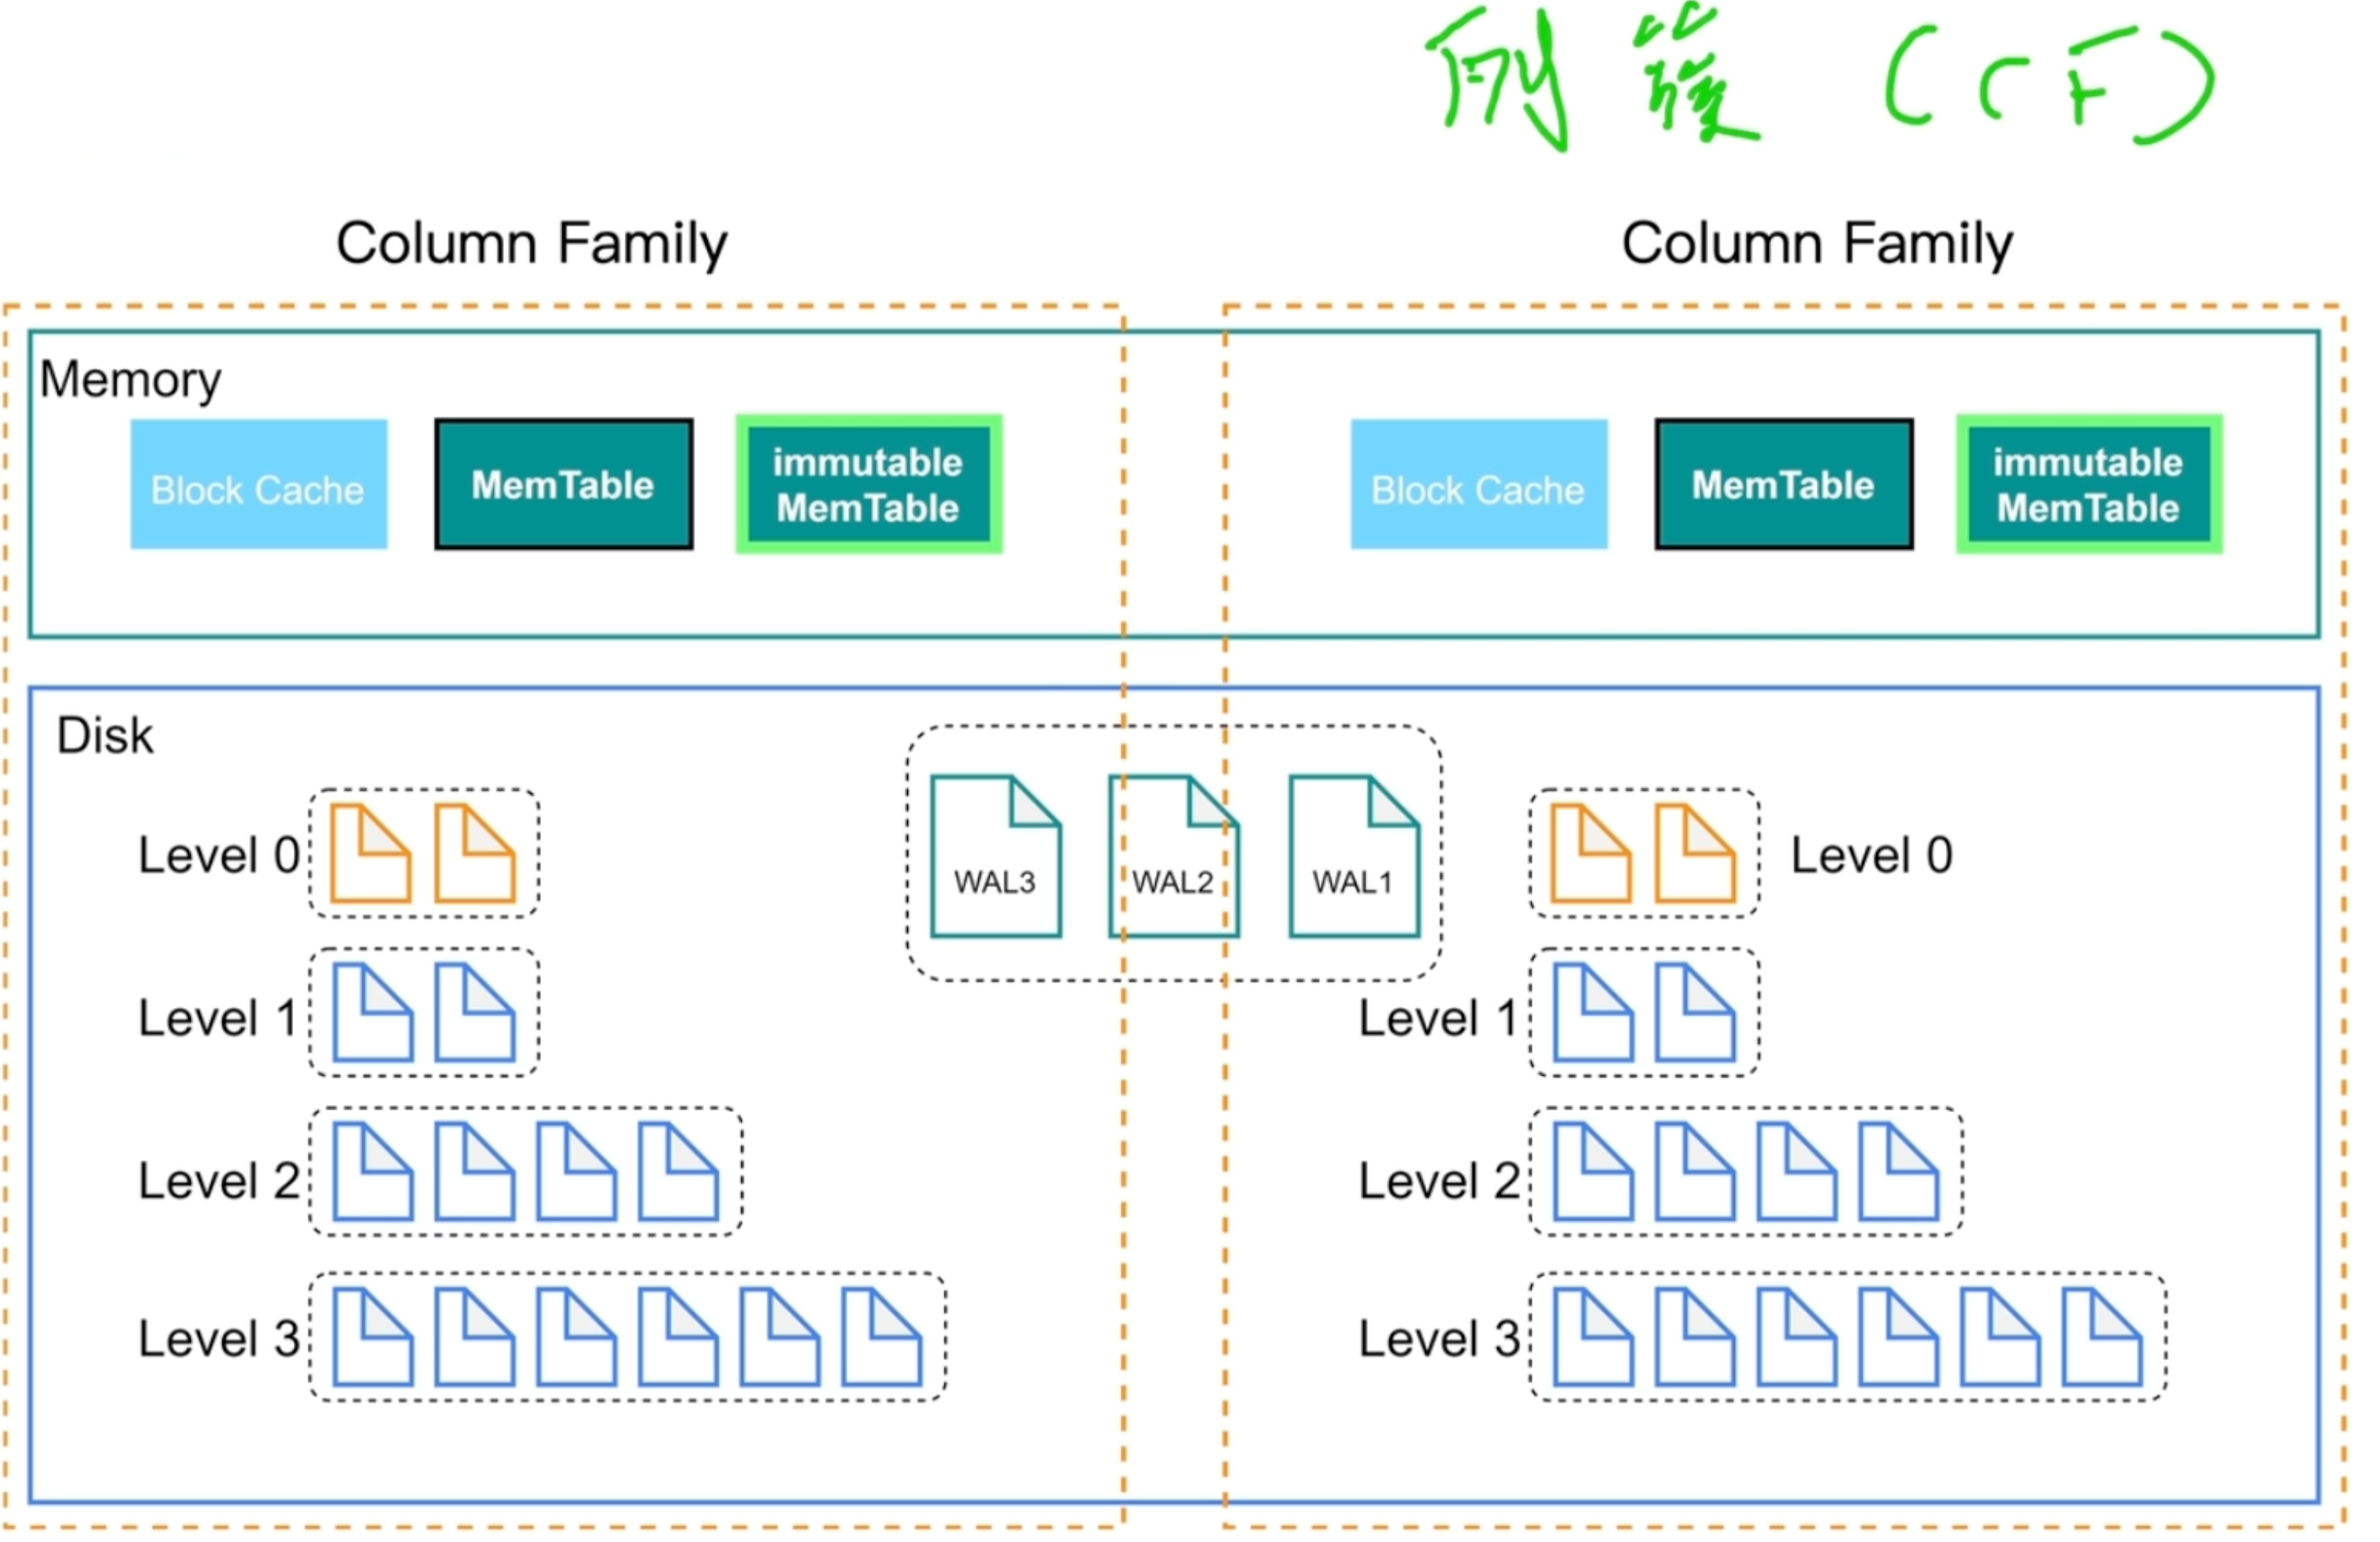 列簇 (CF)
Column Family
Column Family
Memory
Block Cache
MemTable
immutable
MemTable
Block Cache
MemTable
immutable
MemTable
Disk
WAL3
WAL2
WAL1
Level 0
Level 0
Level 1
Level 1
Level 2
Level 2
Level 3
Level 3